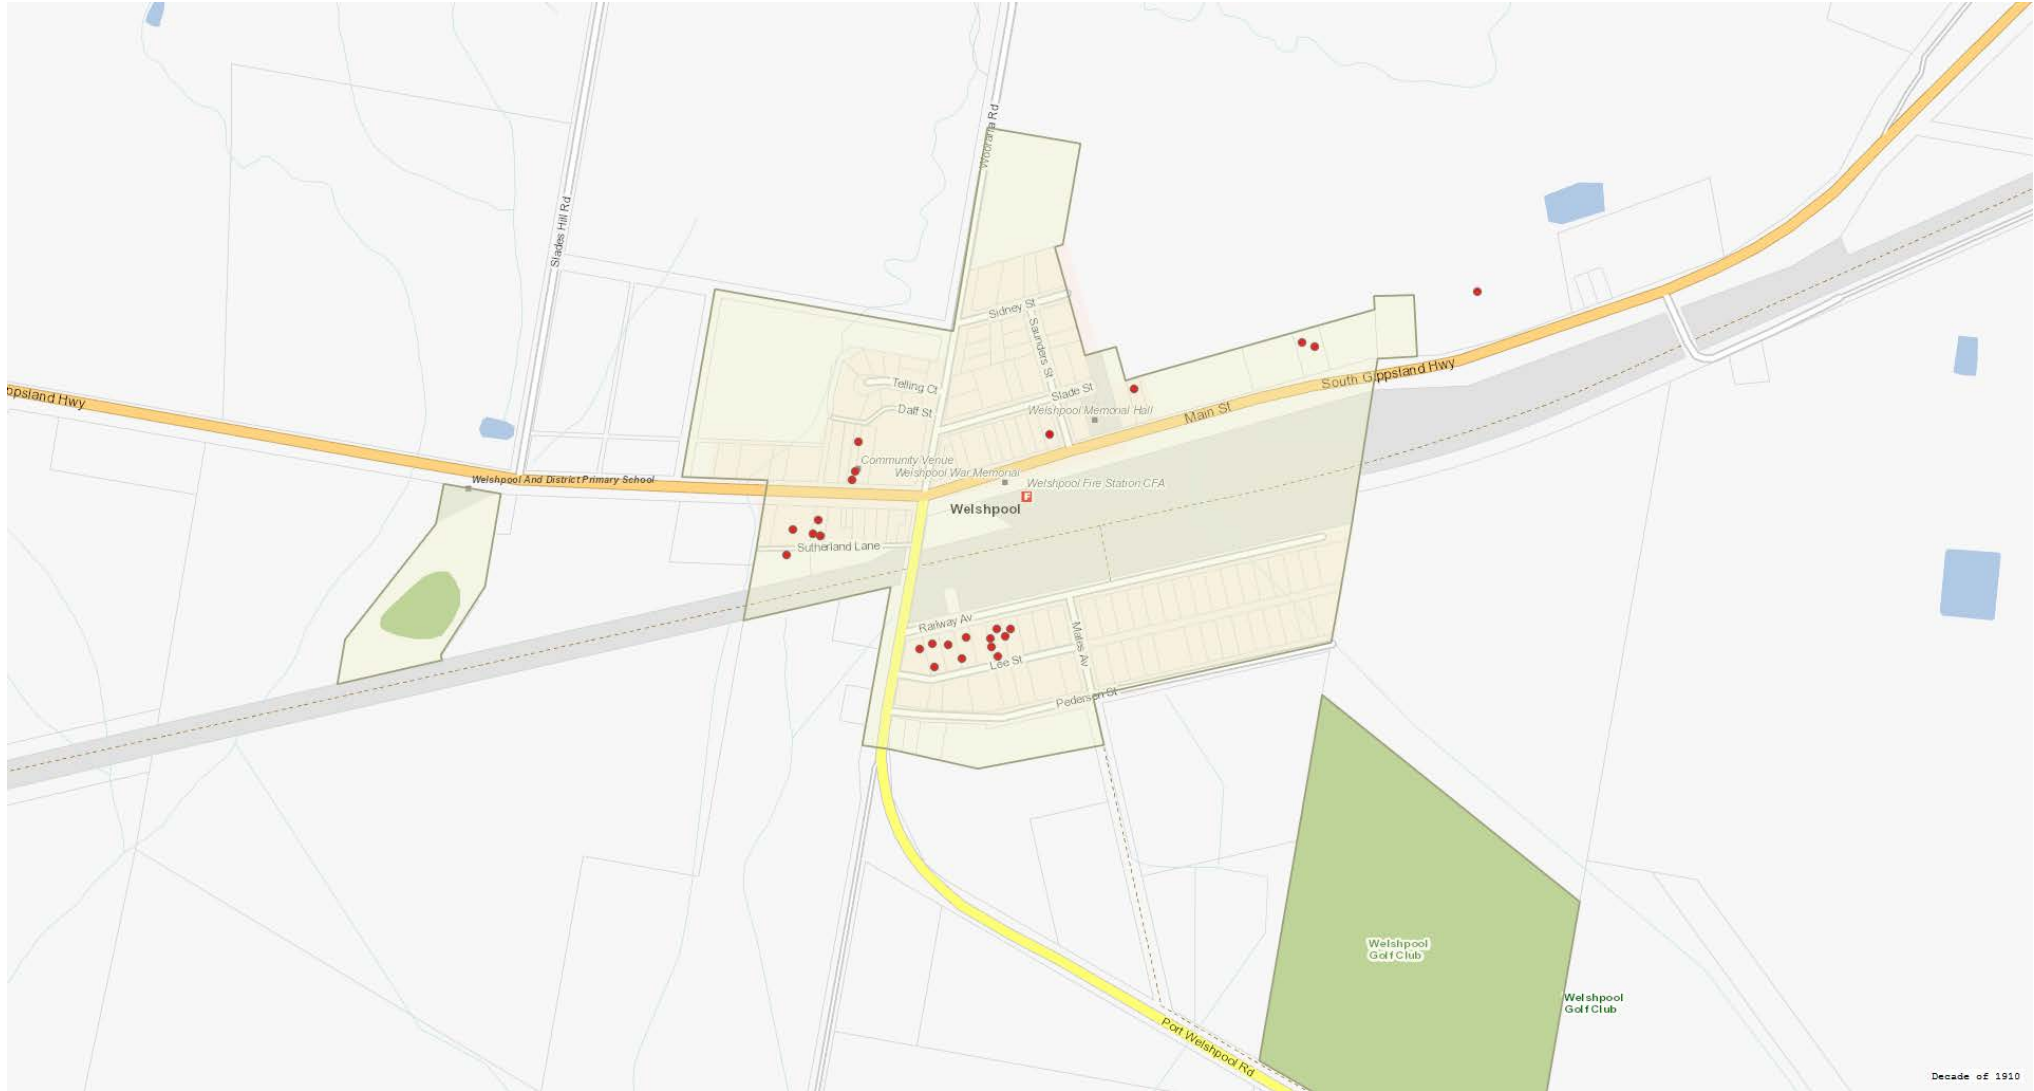 Woorarra Rd
Slades Hill Rd
Sidney St
Saunders St
South Gippsland Hwy
Telling Ct
Slade St
ppsland Hwy
Daff St
Welshpool Memorial Hall
Main St
Community Venue
Welshpool War Memorial
Welshpool And District Primary School
Welshpool Fire Station CFA
F
Welshpool
Sutherland Lane
Railway Av
Mates Av
Lee St
Pedersen St
Welshpool
Golf Club
Welshpool
Golf Club
Port Welshpool Rd
Decade of 1910